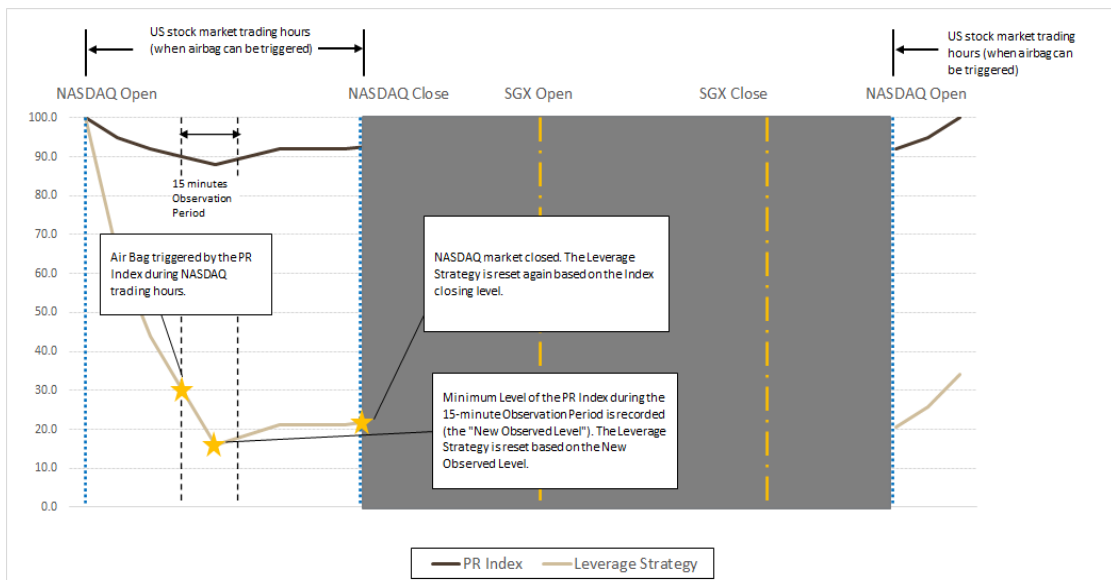 US stock market trading hours
(when airbag can be triggered)
US stock market trading
hours (when airbag can
be triggered)
NASDAQ Open
NASDAQ Close
SGX Open
SGX Close
NASDAQ Open
100.0
90.0
80.0
70.0
60.0
50.0
40.0
30.0
20.0
10.0
0.0
15 minutes
Observation
Period
Air Bag triggered by the PR
Index during NASDAQ
trading hours.
NASDAQ market closed. The Leverage
Strategy is reset again based on the Index
closing level.
Minimum Level of the PR Index during the
15-minute Observation Period is recorded
(the "New Observed Level"). The Leverage
Strategy is reset based on the New
Observed Level.
PR Index
Leverage Strategy